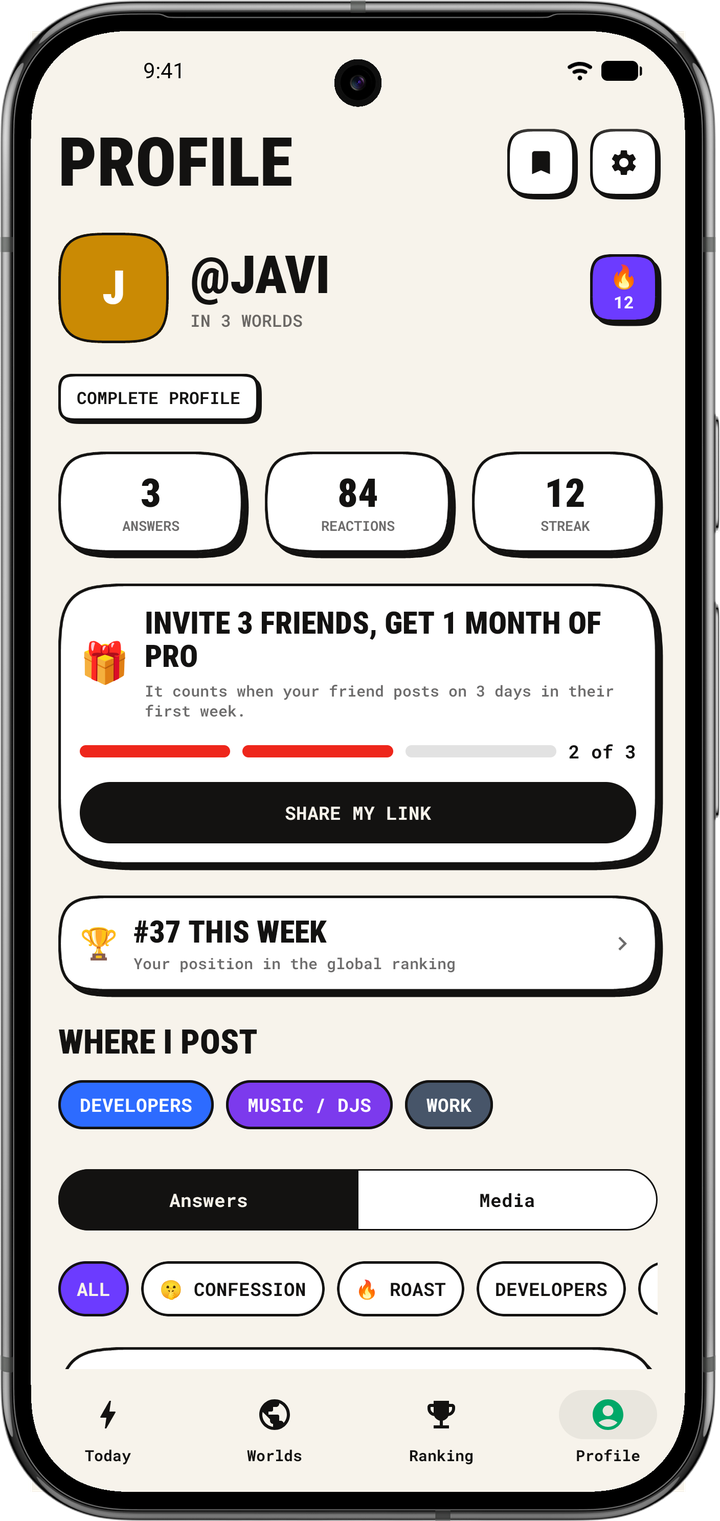 9:41
PROFILE
J
@JAVI
IN 3 WORLDS
12
COMPLETE PROFILE
3
ANSWERS
84
REACTIONS
12
STREAK
INVITE 3 FRIENDS, GET 1 MONTH OF
PRO
It counts when your friend posts on 3 days in their
first week.
2 of 3
SHARE MY LINK
#37 THIS WEEK
Your position in the global ranking
WHERE I POST
DEVELOPERS
MUSIC / DJS
WORK
Answers
Media
ALL
CONFESSION
ROAST
DEVELOPERS
Today
Worlds
Ranking
Profile